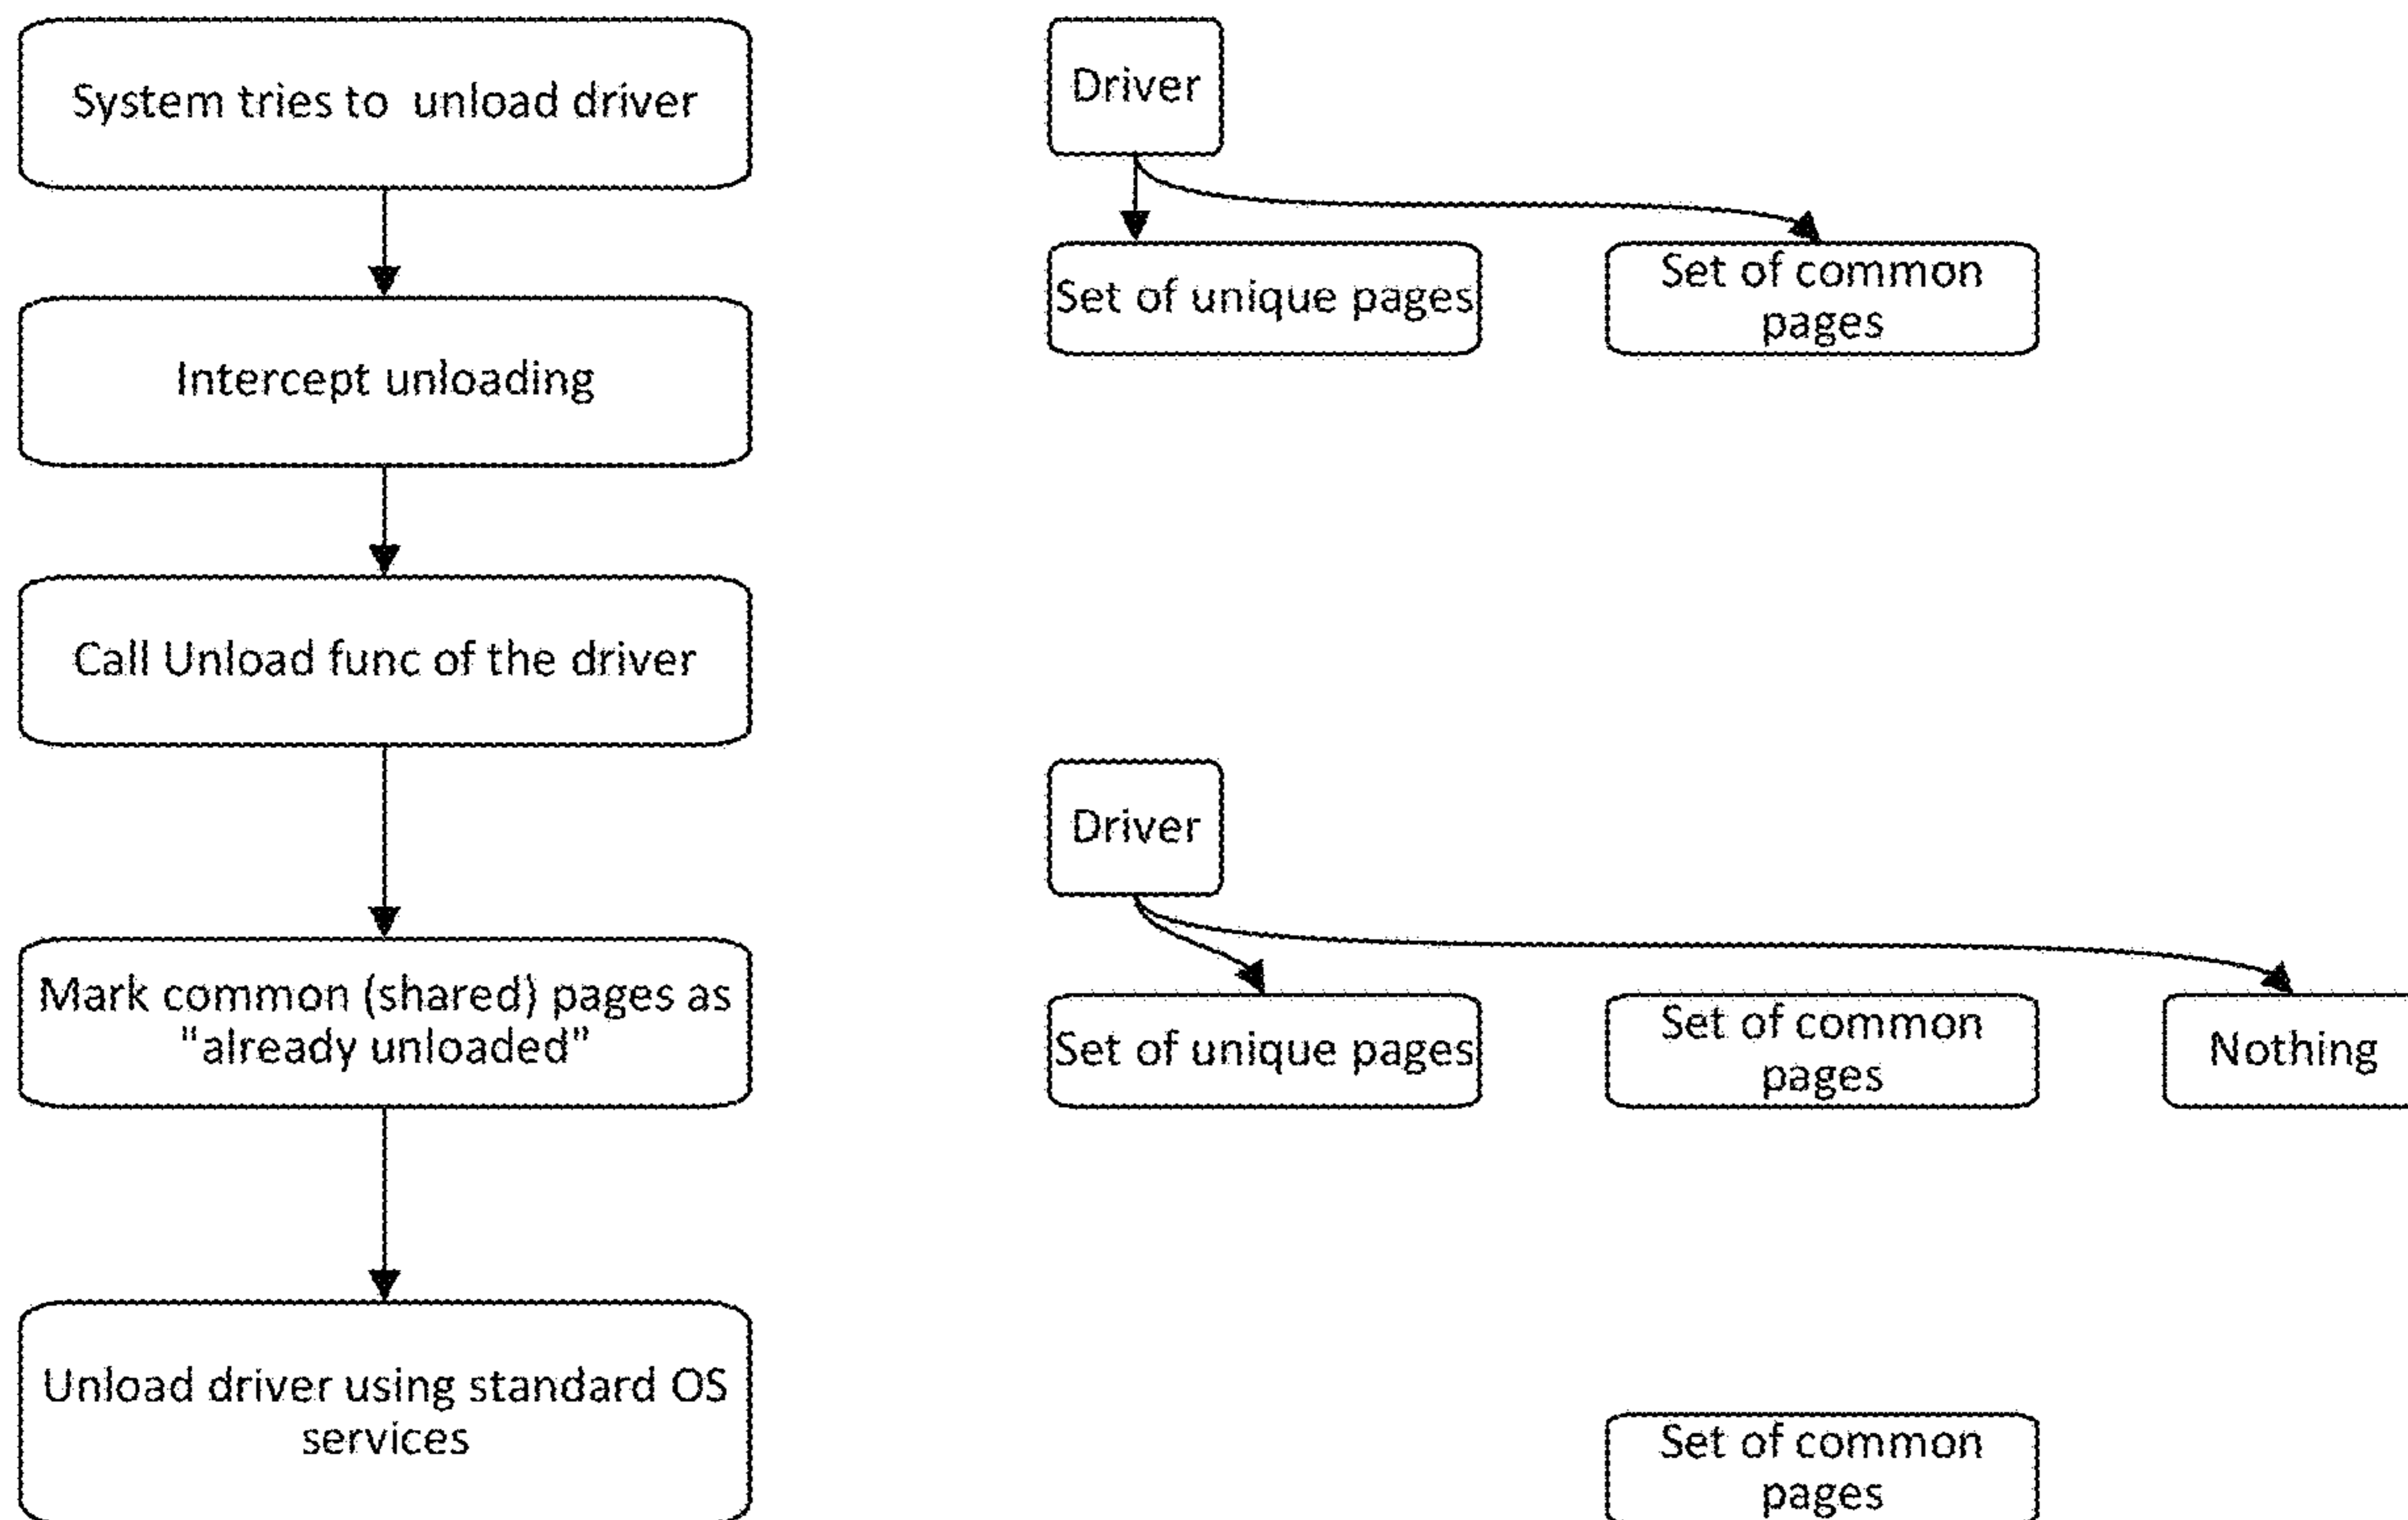 System tries to unload driver
Intercept unloading
Call Unload func of the driver
Mark common (shared) pages as
"already unloaded"
Unload driver using standard OS
services
Driver
Set of unique pages
Set of common
pages
Driver
Set of unique pages
Set of common
pages
Nothing
Set of common
pages